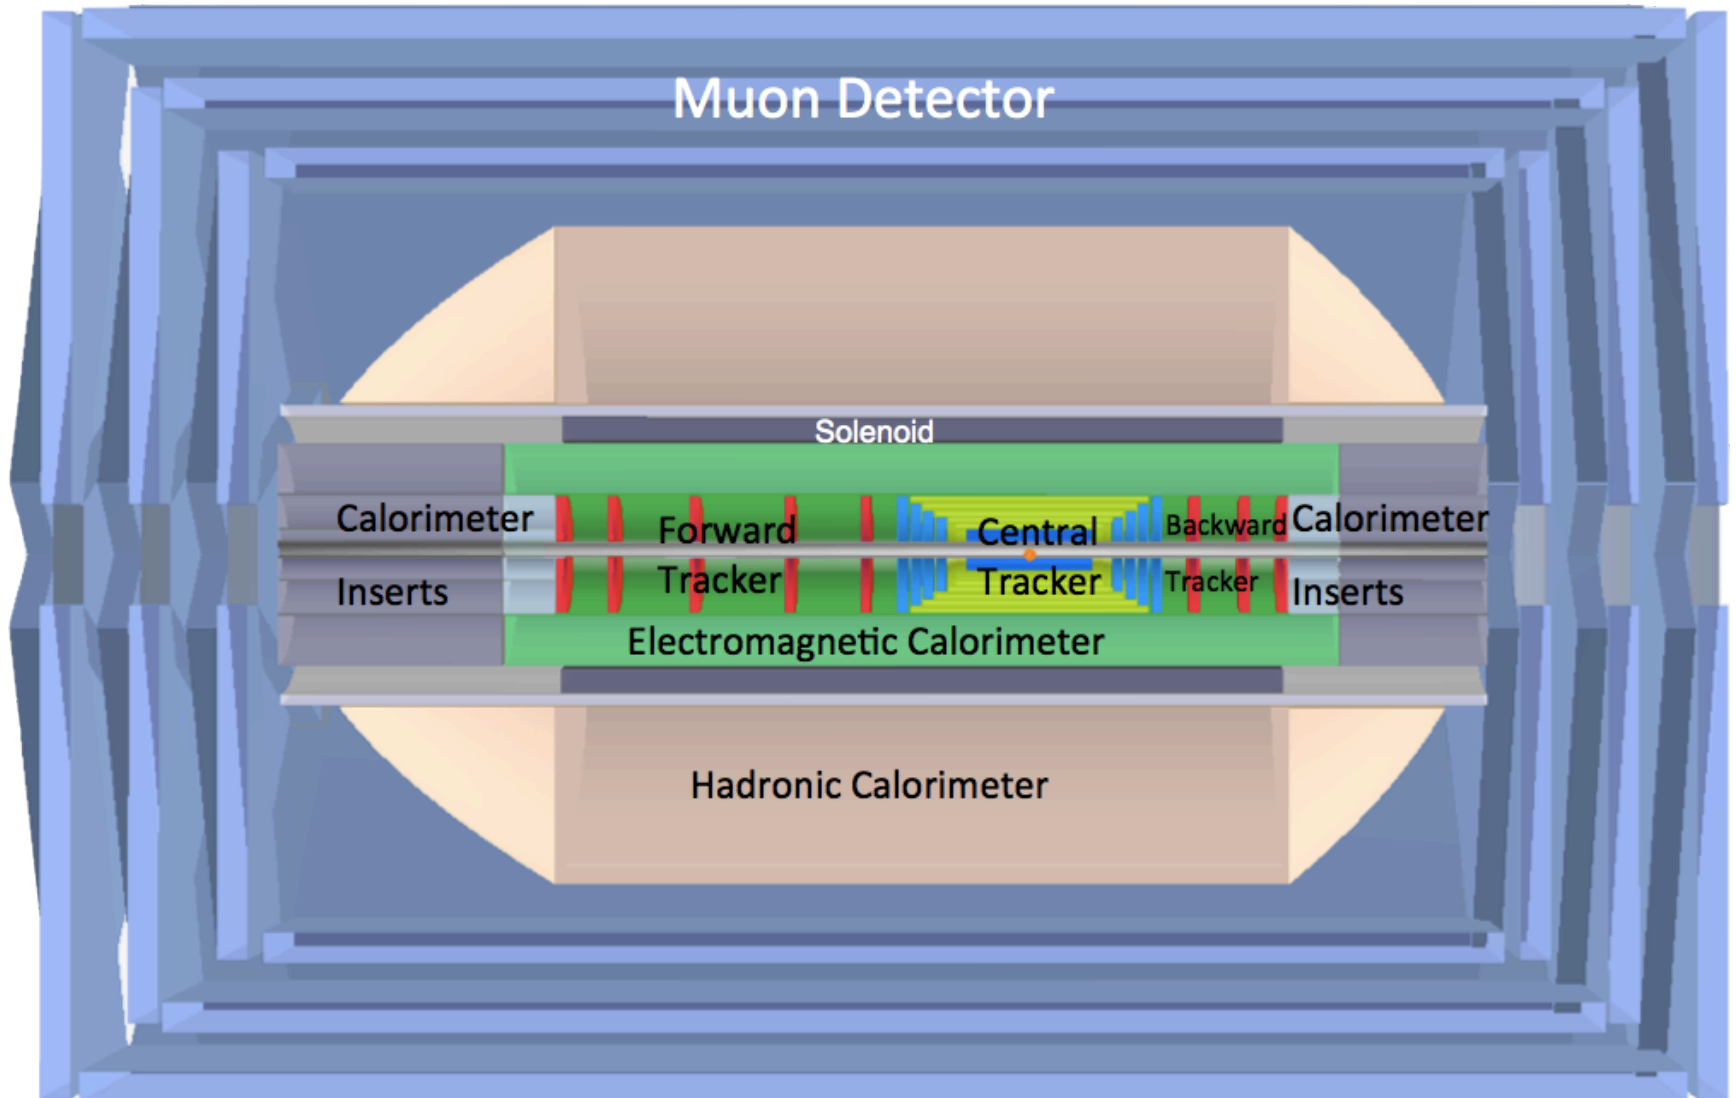 Muon Detector
Solenoid
Calorimeter
Inserts
Forward
Tracker
Central
Tracker
Backward
Tracker
Calorimeter
Inserts
Electromagnetic Calorimeter
Hadronic Calorimeter